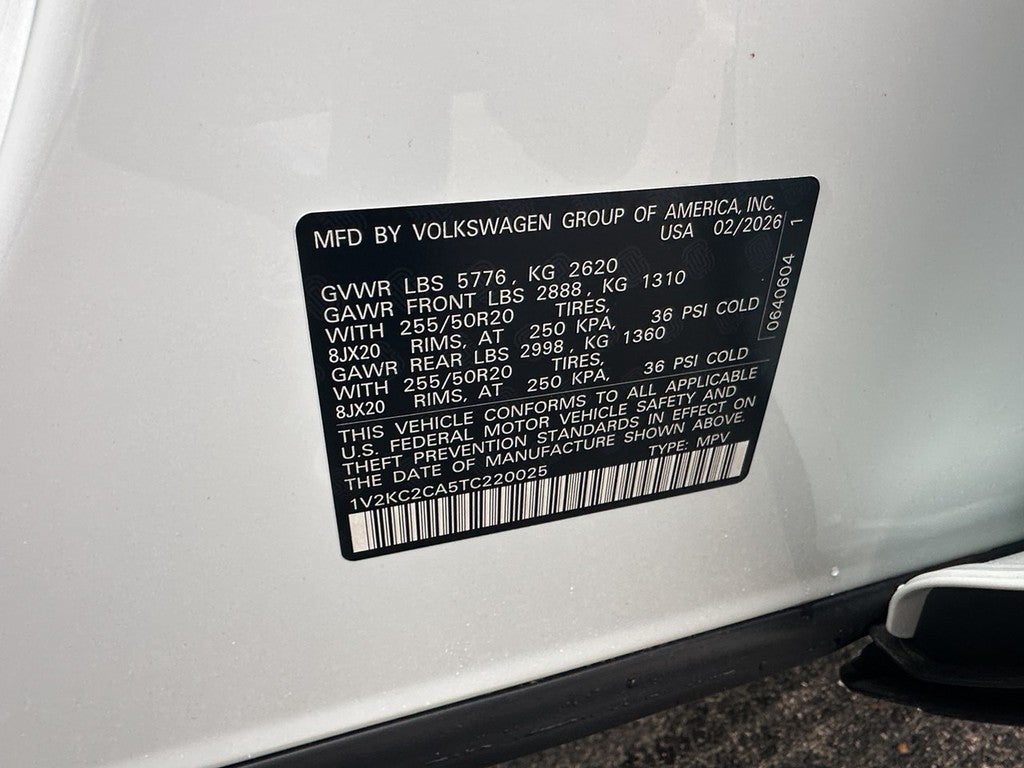 MFD BY VOLKSWAGEN GROUP OF AMERICA, INC.
USA 02/2026
GVWR LBS 5776, KG 2620
GAWR FRONT LBS 2888, KG 1310
WITH 255/50R20 TIRES,
8JX20 RIMS, AT 250 KPA, 36 PSI COLD
GAWR REAR LBS 2998, KG 1360
WITH 255/50R20 TIRES,
8JX20 RIMS, AT 250 KPA, 36 PSI COLD
THIS VEHICLE CONFORMS TO ALL APPLICABLE
U.S. FEDERAL MOTOR VEHICLE SAFETY AND
THEFT PREVENTION STANDARDS IN EFFECT ON
THE DATE OF MANUFACTURE SHOWN ABOVE.
TYPE: MPV
1V2KC2CA5TC220025
0640604 1